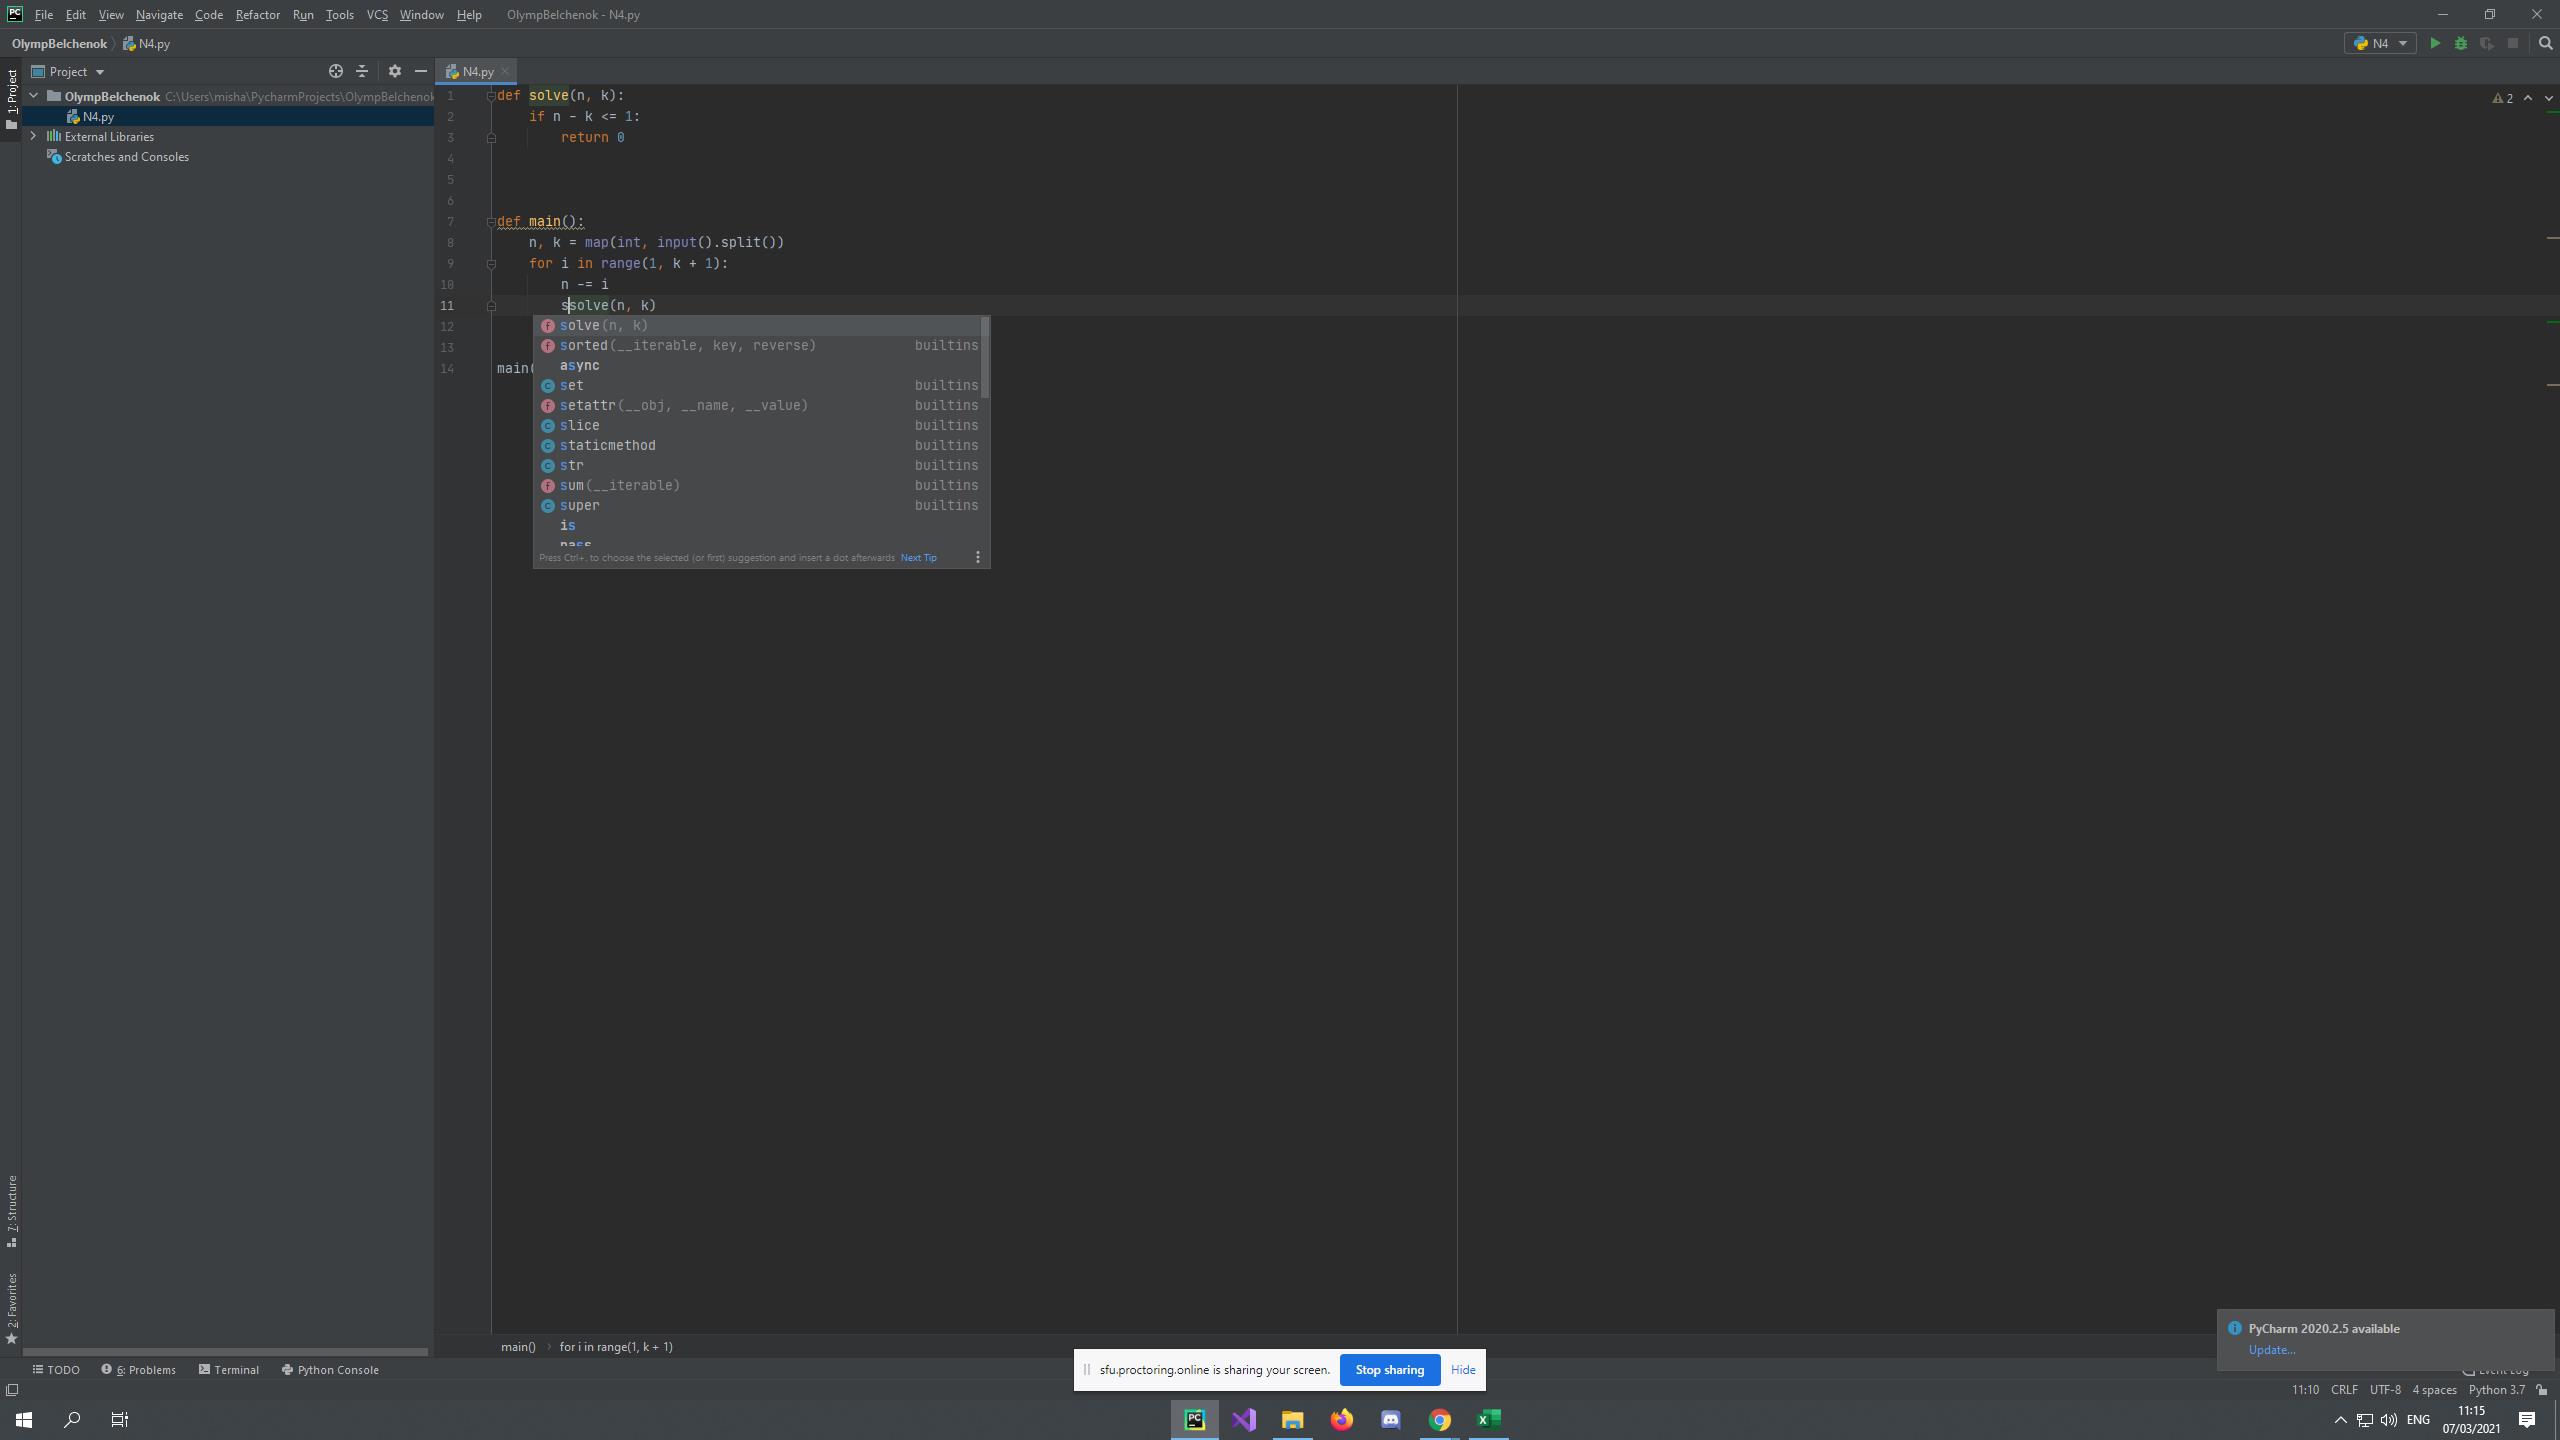 File Edit View Navigate Code Refactor Run Tools VCS Window Help OlympBelchenok - N4.py
OlympBelchenok N4.py
N4
Project
N4.py
1: Project
OlympBelchenok C:\Users\misha\PycharmProjects\OlympBelchenok
N4.py
External Libraries
Scratches and Consoles
2
1 def solve(n, k):
2 if n - k <= 1:
3 return 0
4
5
6
7 def main():
8 n, k = map(int, input().split())
9 for i in range(1, k + 1):
10 n -= i
11 ssolve(n, k)
12
13
14 main(
solve(n, k)
sorted(__iterable, key, reverse) builtins
async
set builtins
setattr(__obj, __name, __value) builtins
slice builtins
staticmethod builtins
str builtins
sum(__iterable) builtins
super builtins
is
pass
Press Ctrl+. to choose the selected (or first) suggestion and insert a dot afterwards Next Tip
7: Structure
2: Favorites
main() for i in range(1, k + 1)
PyCharm 2020.2.5 available
Update...
TODO 6: Problems Terminal Python Console
Event Log
sfu.proctoring.online is sharing your screen. Stop sharing Hide
11:10 CRLF UTF-8 4 spaces Python 3.7
ENG
11:15
07/03/2021